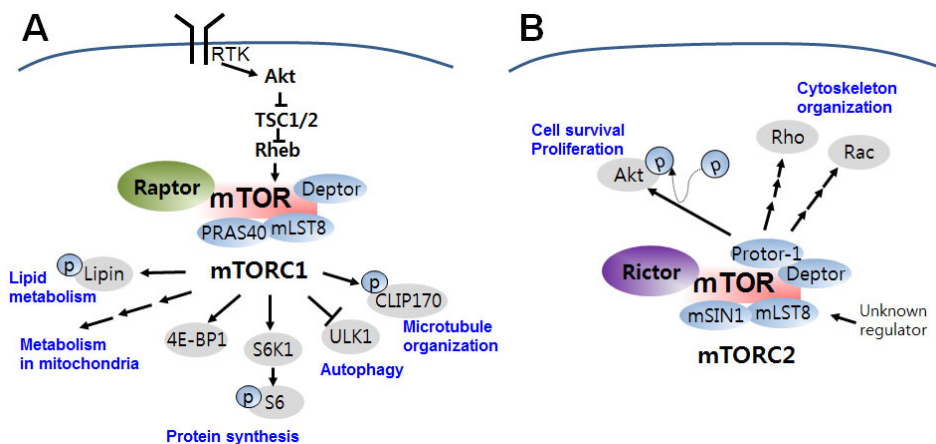 A
RTK
Akt
TSC1/2
Rheb
Raptor
mTOR
Deptor
PRAS40
mLST8
mTORC1
p
Lipin
Lipid
metabolism
Metabolism
in mitochondria
4E-BP1
S6K1
p
S6
Protein synthesis
ULK1
Autophagy
p
CLIP170
Microtubule
organization
B
Cytoskeleton
organization
Cell survival
Proliferation
Rho
Rac
Akt
p
p
Protor-1
Rictor
mTOR
Deptor
mSIN1
mLST8
Unknown
regulator
mTORC2